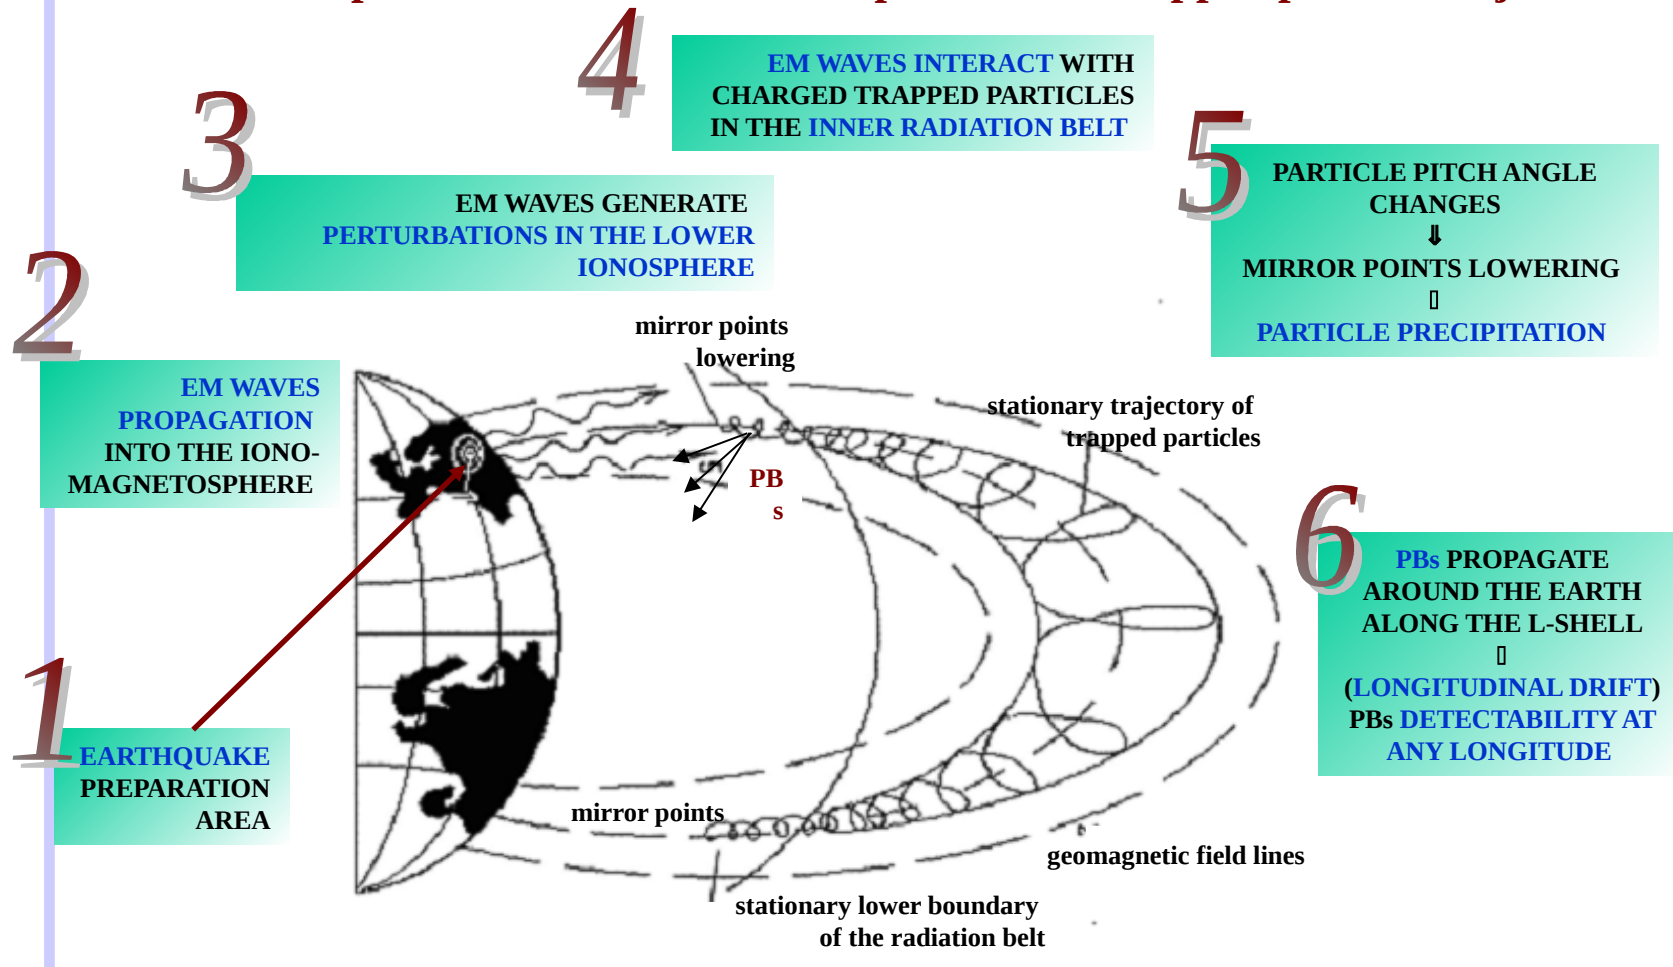 1
EARTHQUAKE
PREPARATION
AREA
2
EM WAVES
PROPAGATION
INTO THE IONO-
MAGNETOSPHERE
3
EM WAVES GENERATE
PERTURBATIONS IN THE LOWER
IONOSPHERE
4
EM WAVES INTERACT WITH
CHARGED TRAPPED PARTICLES
IN THE INNER RADIATION BELT
5
PARTICLE PITCH ANGLE
CHANGES
⇓
MIRROR POINTS LOWERING
▯
PARTICLE PRECIPITATION
6
PBs PROPAGATE
AROUND THE EARTH
ALONG THE L-SHELL
▯
(LONGITUDINAL DRIFT)
PBs DETECTABILITY AT
ANY LONGITUDE
mirror points
lowering
stationary trajectory of
trapped particles
PB
s
mirror points
geomagnetic field lines
stationary lower boundary
of the radiation belt